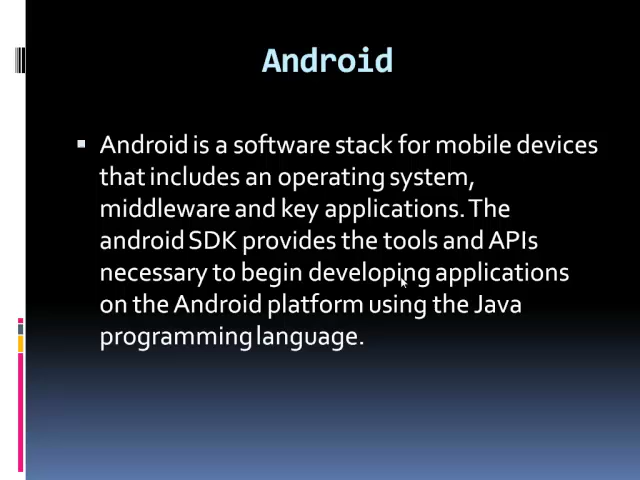 Android
Android is a software stack for mobile devices
that includes an operating system,
middleware and key applications. The
android SDK provides the tools and APIs
necessary to begin developing applications
on the Android platform using the Java
programming language.